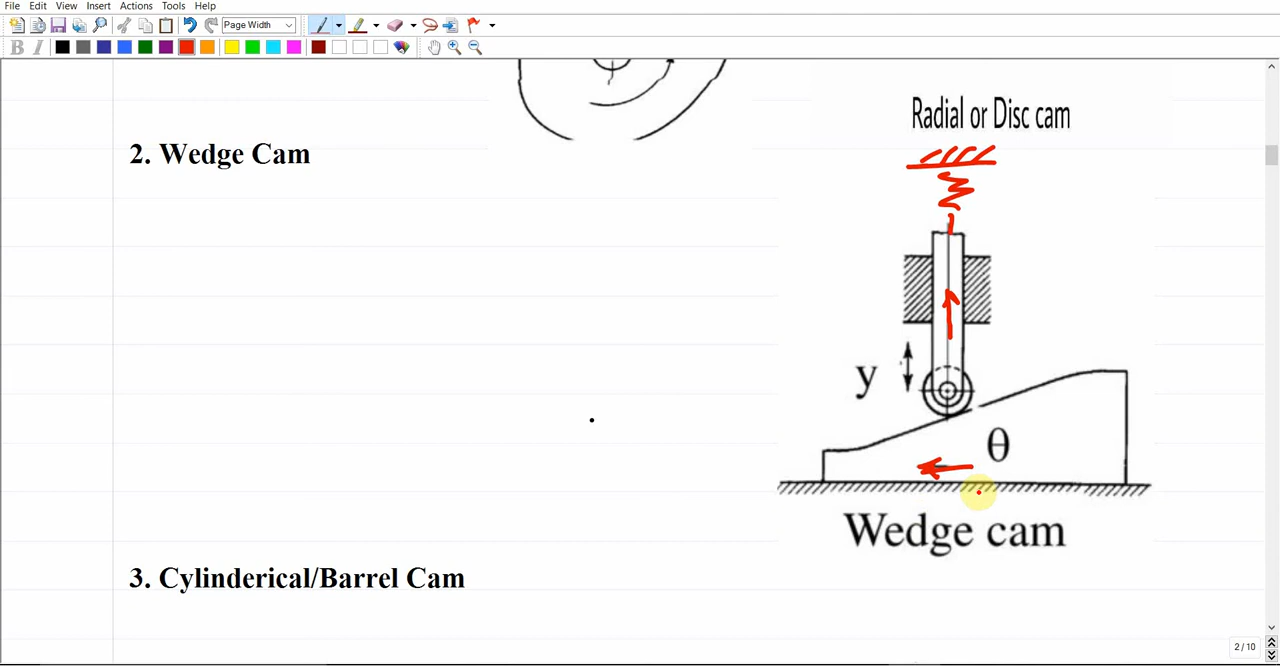 File Edit View Insert Actions Tools Help
Page Width
B I
Radial or Disc cam
2. Wedge Cam
y
θ
Wedge cam
3. Cylinderical/Barrel Cam
2 / 10